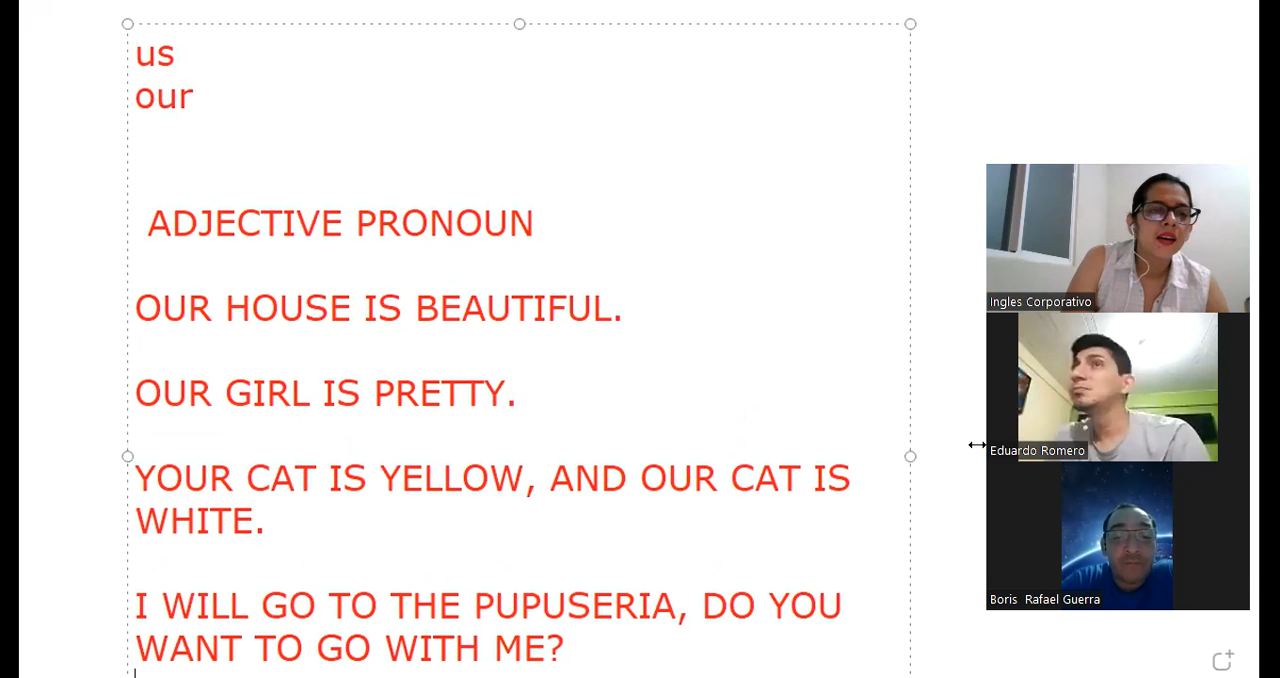 us
our
ADJECTIVE PRONOUN
OUR HOUSE IS BEAUTIFUL.
OUR GIRL IS PRETTY.
YOUR CAT IS YELLOW, AND OUR CAT IS
WHITE.
I WILL GO TO THE PUPUSERIA, DO YOU
WANT TO GO WITH ME?
Ingles Corporativo
Eduardo Romero
Boris Rafael Guerra